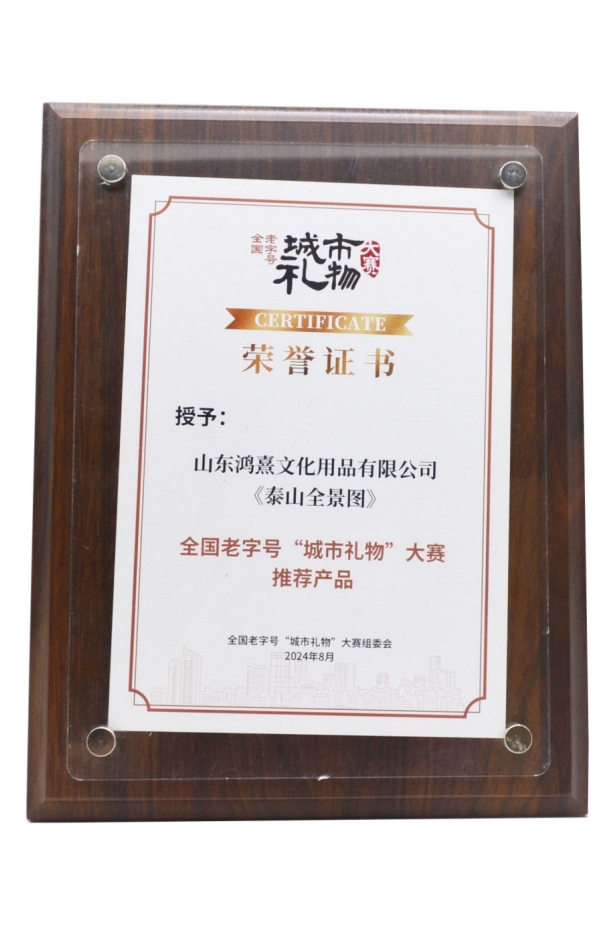 全国老字号
城市礼物大赛
CERTIFICATE
荣誉证书
授予：
山东鸿熹文化用品有限公司
《泰山全景图》
全国老字号“城市礼物”大赛
推荐产品
全国老字号“城市礼物”大赛组委会
2024年8月